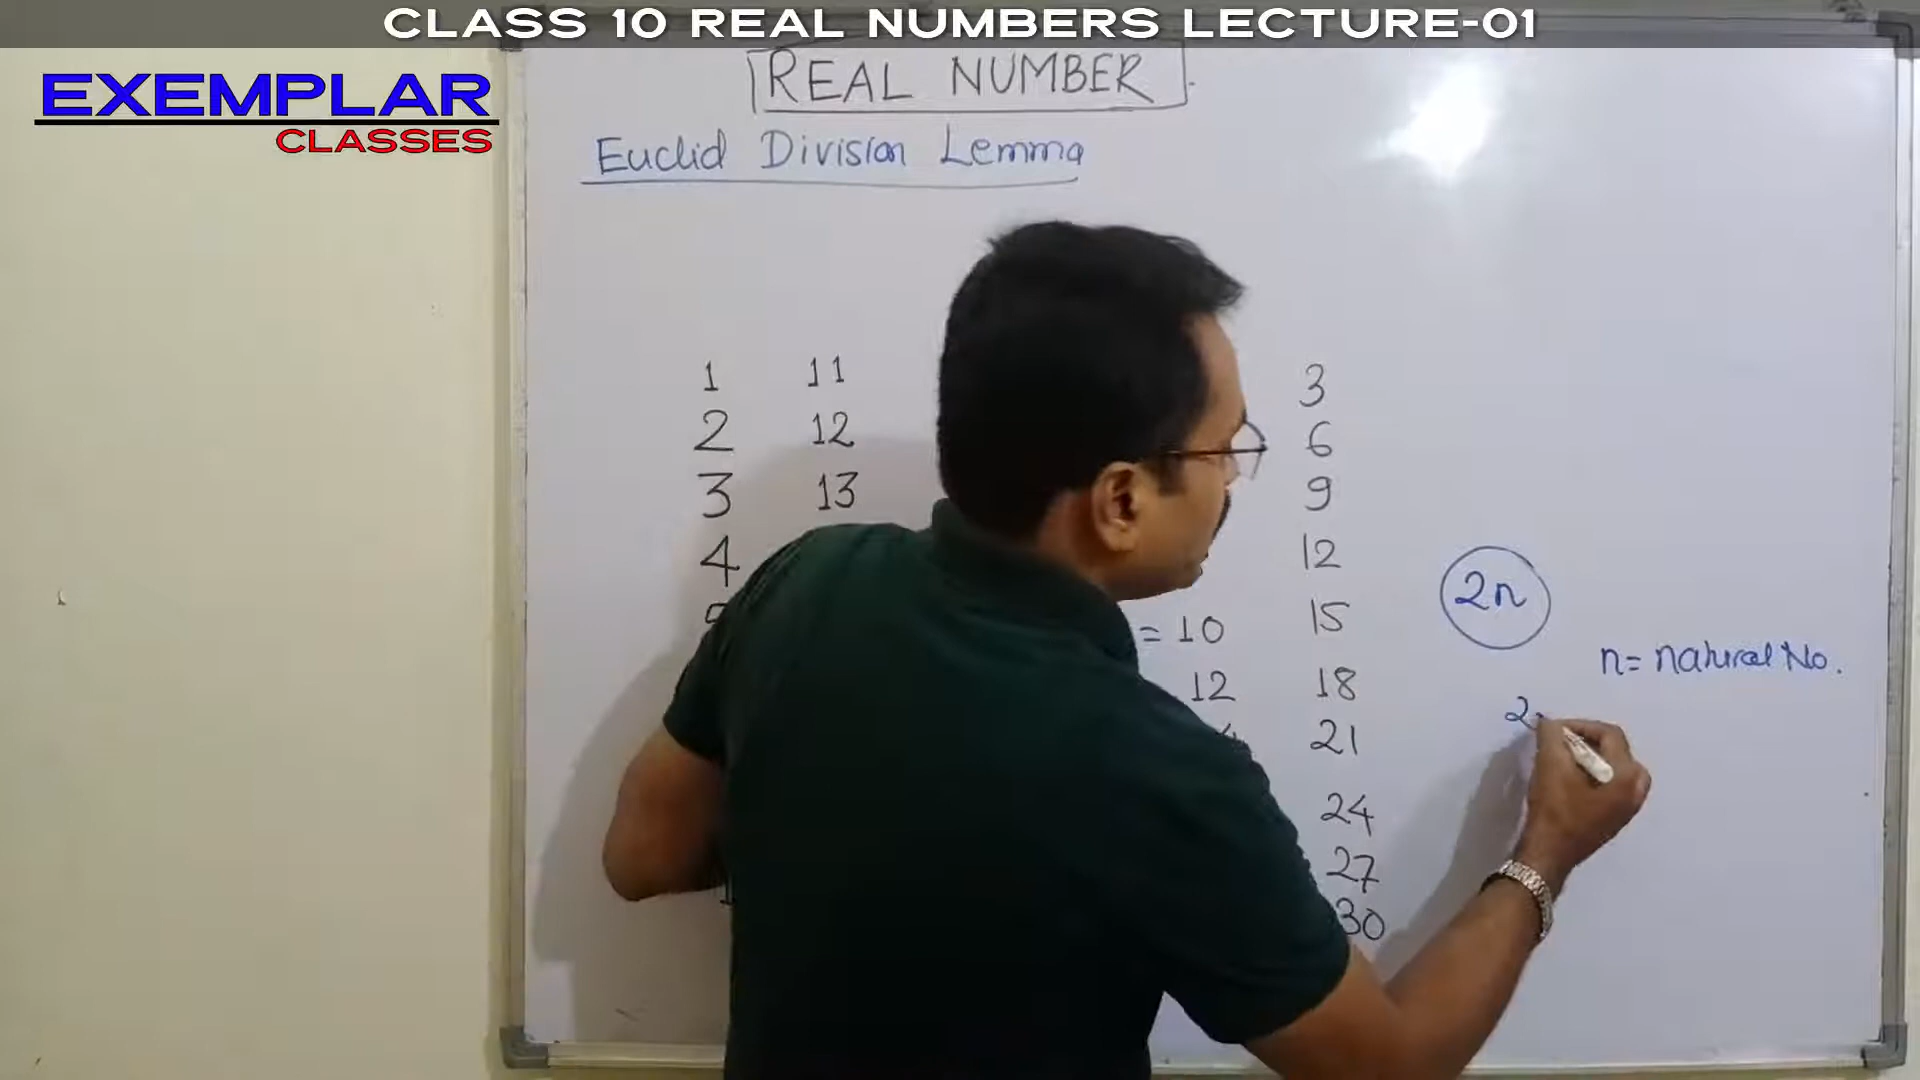 CLASS 10 REAL NUMBERS LECTURE-01
EXEMPLAR
CLASSES
REAL NUMBER
Euclid Division Lemma
1 11 3
2 12 6
3 13 9
4 12
= 10 15
12 18
21
24
27
30
2n
n= natural No.
2